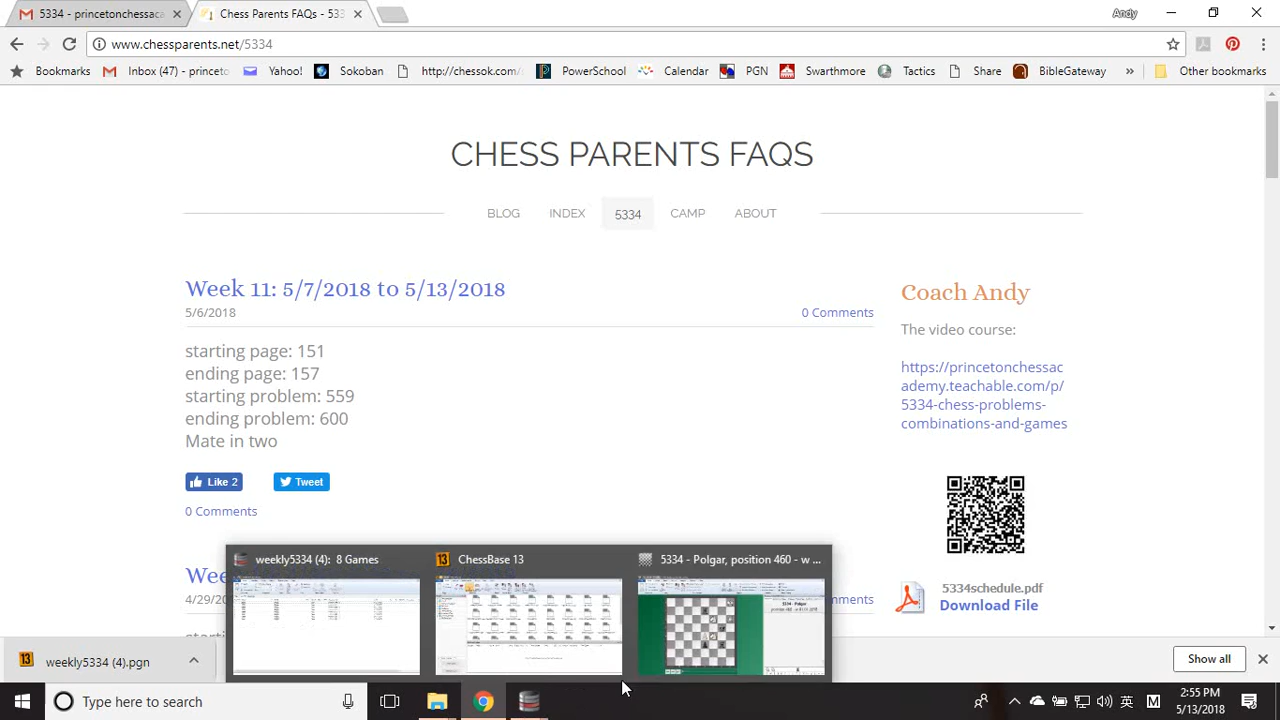 5334 - princetonchessaca
Chess Parents FAQs - 533
Andy
www.chessparents.net/5334
Bookmarks
Inbox (47) - princeto
Yahoo!
Sokoban
http://chessok.com/s
PowerSchool
Calendar
PGN
Swarthmore
Tactics
Share
BibleGateway
»
Other bookmarks
CHESS PARENTS FAQS
BLOG
INDEX
5334
CAMP
ABOUT
Week 11: 5/7/2018 to 5/13/2018
5/6/2018
0 Comments
starting page: 151
ending page: 157
starting problem: 559
ending problem: 600
Mate in two
Like 2
Tweet
0 Comments
Coach Andy
The video course:
https://princetonchessac
ademy.teachable.com/p/
5334-chess-problems-
combinations-and-games
5334schedule.pdf
Download File
weekly5334 (4): 8 Games
13
ChessBase 13
5334 - Polgar, position 460 - w ...
5334 - Polgar
13
weekly5334 (4).pgn
Show all
Type here to search
英
M
2:55 PM
5/13/2018